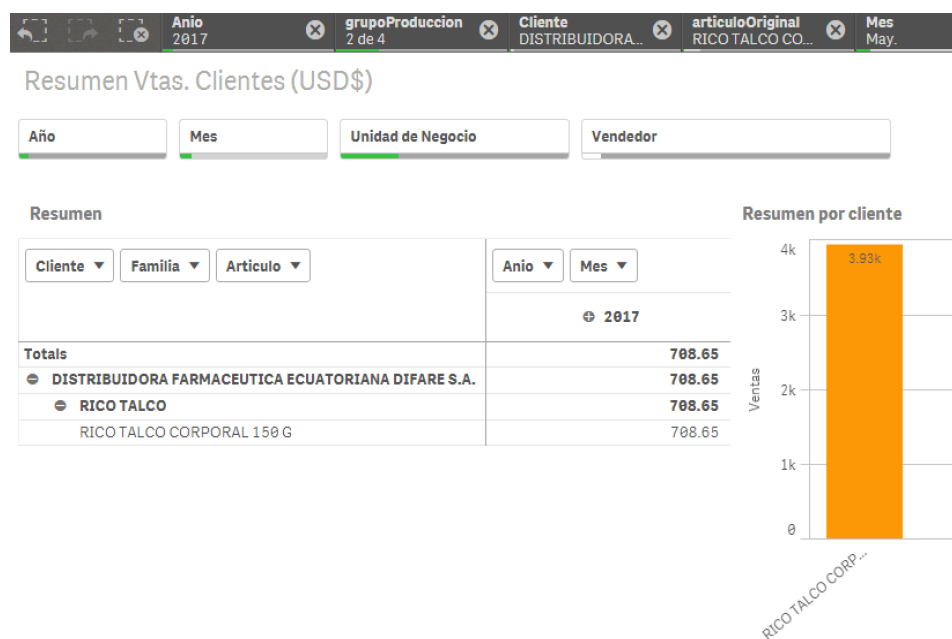 Anio
2017
grupoProduccion
2 de 4
Cliente
DISTRIBUIDORA...
articuloOriginal
RICO TALCO CO...
Mes
May.
Resumen Vtas. Clientes (USD$)
Año
Mes
Unidad de Negocio
Vendedor
Resumen
Resumen por cliente
Cliente
Familia
Articulo
Anio
Mes
2017
Totals 708.65
DISTRIBUIDORA FARMACEUTICA ECUATORIANA DIFARE S.A. 708.65
RICO TALCO 708.65
RICO TALCO CORPORAL 150 G 708.65
Ventas
4k
3k
2k
1k
0
3.93k
RICO TALCO CORP...